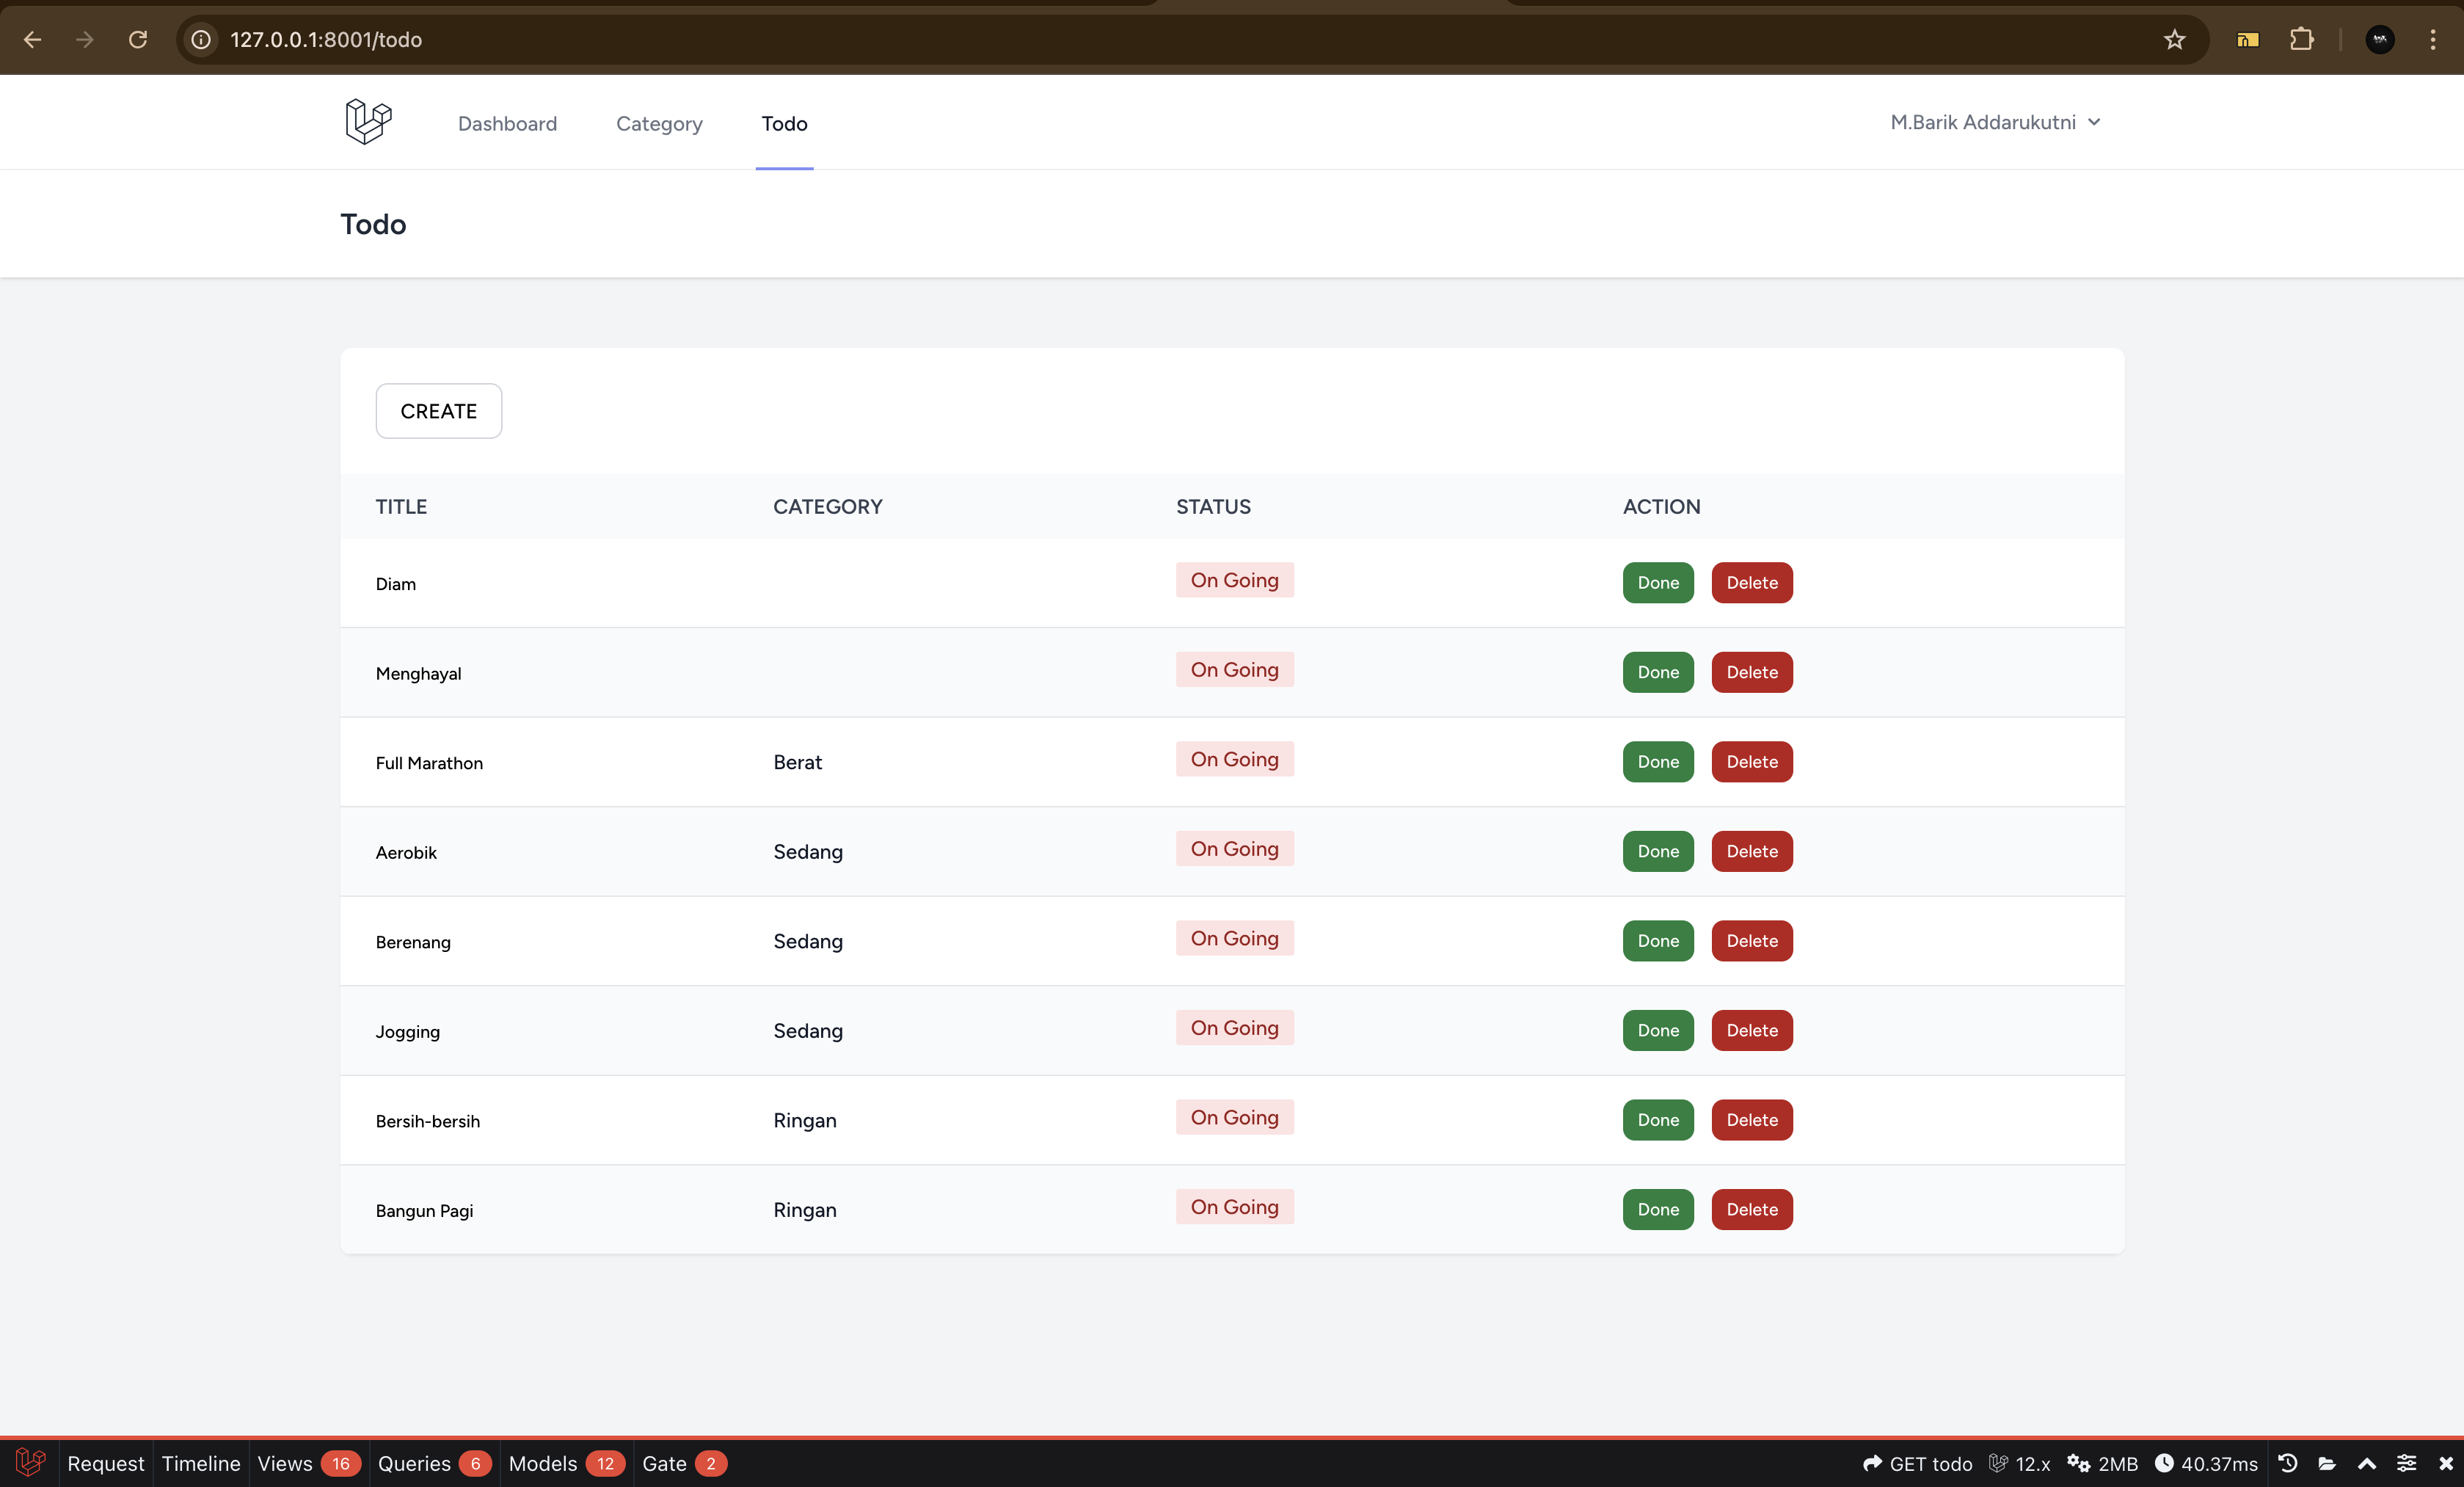 127.0.0.1:8001/todo
Dashboard Category Todo M.Barik Addarukutni
Todo
CREATE
TITLE CATEGORY STATUS ACTION
Diam On Going Done Delete
Menghayal On Going Done Delete
Full Marathon Berat On Going Done Delete
Aerobik Sedang On Going Done Delete
Berenang Sedang On Going Done Delete
Jogging Sedang On Going Done Delete
Bersih-bersih Ringan On Going Done Delete
Bangun Pagi Ringan On Going Done Delete
Request Timeline Views 16 Queries 6 Models 12 Gate 2 GET todo 12.x 2MB 40.37ms